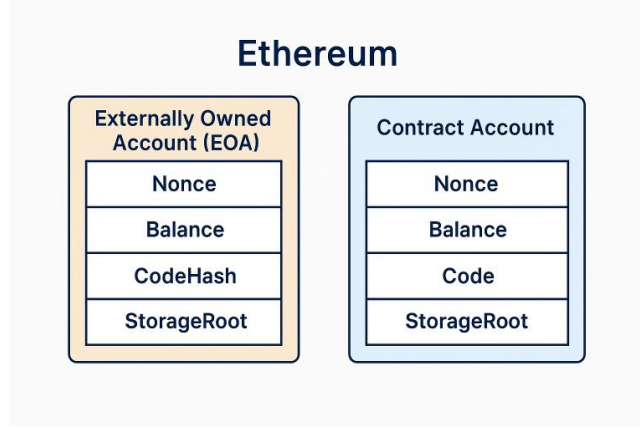 Ethereum
Externally Owned
Account (EOA)
Nonce
Balance
CodeHash
StorageRoot
Contract Account
Nonce
Balance
Code
StorageRoot